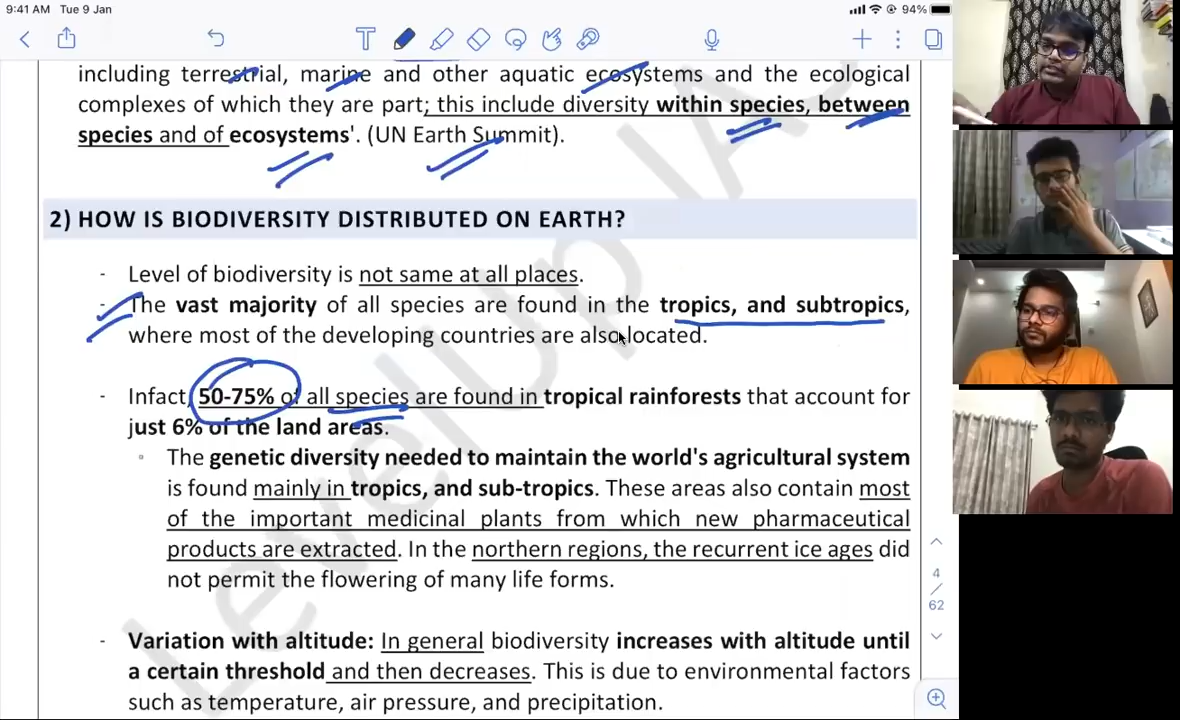 9:41 AM Tue 9 Jan
94%
including terrestrial, marine and other aquatic ecosystems and the ecological
complexes of which they are part; this include diversity within species, between
species and of ecosystems'. (UN Earth Summit).
2) HOW IS BIODIVERSITY DISTRIBUTED ON EARTH?
- Level of biodiversity is not same at all places.
- The vast majority of all species are found in the tropics, and subtropics,
where most of the developing countries are also located.
- Infact, 50-75% of all species are found in tropical rainforests that account for
just 6% of the land areas.
The genetic diversity needed to maintain the world's agricultural system
is found mainly in tropics, and sub-tropics. These areas also contain most
of the important medicinal plants from which new pharmaceutical
products are extracted. In the northern regions, the recurrent ice ages did
not permit the flowering of many life forms.
- Variation with altitude: In general biodiversity increases with altitude until
a certain threshold and then decreases. This is due to environmental factors
such as temperature, air pressure, and precipitation.
4
/
62
LevelUp IA